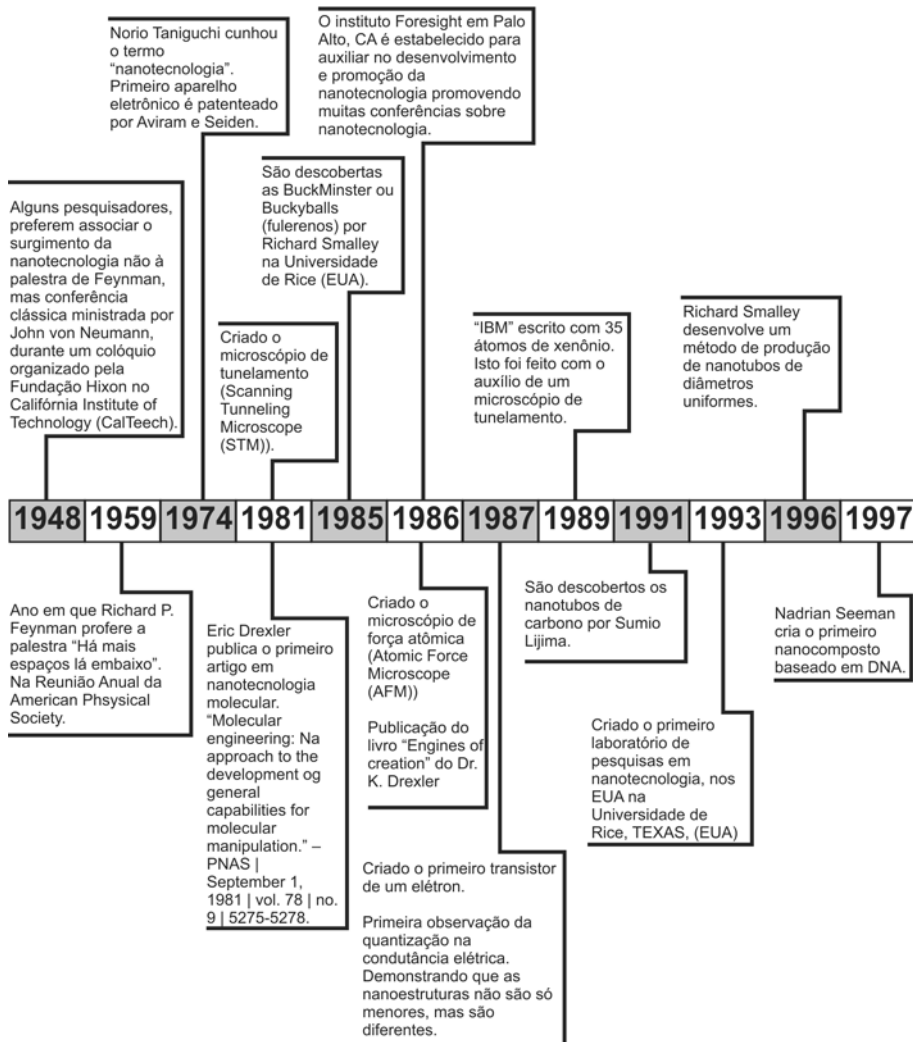 Norio Taniguchi cunhou
o termo
“nanotecnologia”.
Primeiro aparelho
eletrônico é patenteado
por Aviram e Seiden.
O instituto Foresight em Palo
Alto, CA é estabelecido para
auxiliar no desenvolvimento
e promoção da
nanotecnologia promovendo
muitas conferências sobre
nanotecnologia.
Alguns pesquisadores,
preferem associar o
surgimento da
nanotecnologia não à
palestra de Feynman,
mas conferência
clássica ministrada por
John von Neumann,
durante um colóquio
organizado pela
Fundação Hixon no
Califórnia Institute of
Technology (CalTeech).
São descobertas
as BuckMinster ou
Buckyballs
(fulerenos) por
Richard Smalley
na Universidade
de Rice (EUA).
Criado o
microscópio de
tunelamento
(Scanning
Tunneling
Microscope
(STM)).
“IBM” escrito com 35
átomos de xenônio.
Isto foi feito com o
auxílio de um
microscópio de
tunelamento.
Richard Smalley
desenvolve um
método de produção
de nanotubos de
diâmetros
uniformes.
1948 1959 1974 1981 1985 1986 1987 1989 1991 1993 1996 1997
Ano em que Richard P.
Feynman profere a
palestra “Há mais
espaços lá embaixo”.
Na Reunião Anual da
American Phsysical
Society.
Eric Drexler
publica o primeiro
artigo em
nanotecnologia
molecular.
“Molecular
engineering: Na
approach to the
development og
general
capabilities for
molecular
manipulation.” –
PNAS |
September 1,
1981 | vol. 78 | no.
9 | 5275-5278.
Criado o
microscópio de
força atômica
(Atomic Force
Microscope
(AFM))
Publicação do
livro “Engines of
creation” do Dr.
K. Drexler
Criado o primeiro transistor
de um elétron.
Primeira observação da
quantização na
condutância elétrica.
Demonstrando que as
nanoestruturas não são só
menores, mas são
diferentes.
São descobertos os
nanotubos de
carbono por Sumio
Lijima.
Criado o primeiro
laboratório de
pesquisas em
nanotecnologia, nos
EUA na
Universidade de
Rice, TEXAS, (EUA)
Nadrian Seeman
cria o primeiro
nanocomposto
baseado em DNA.